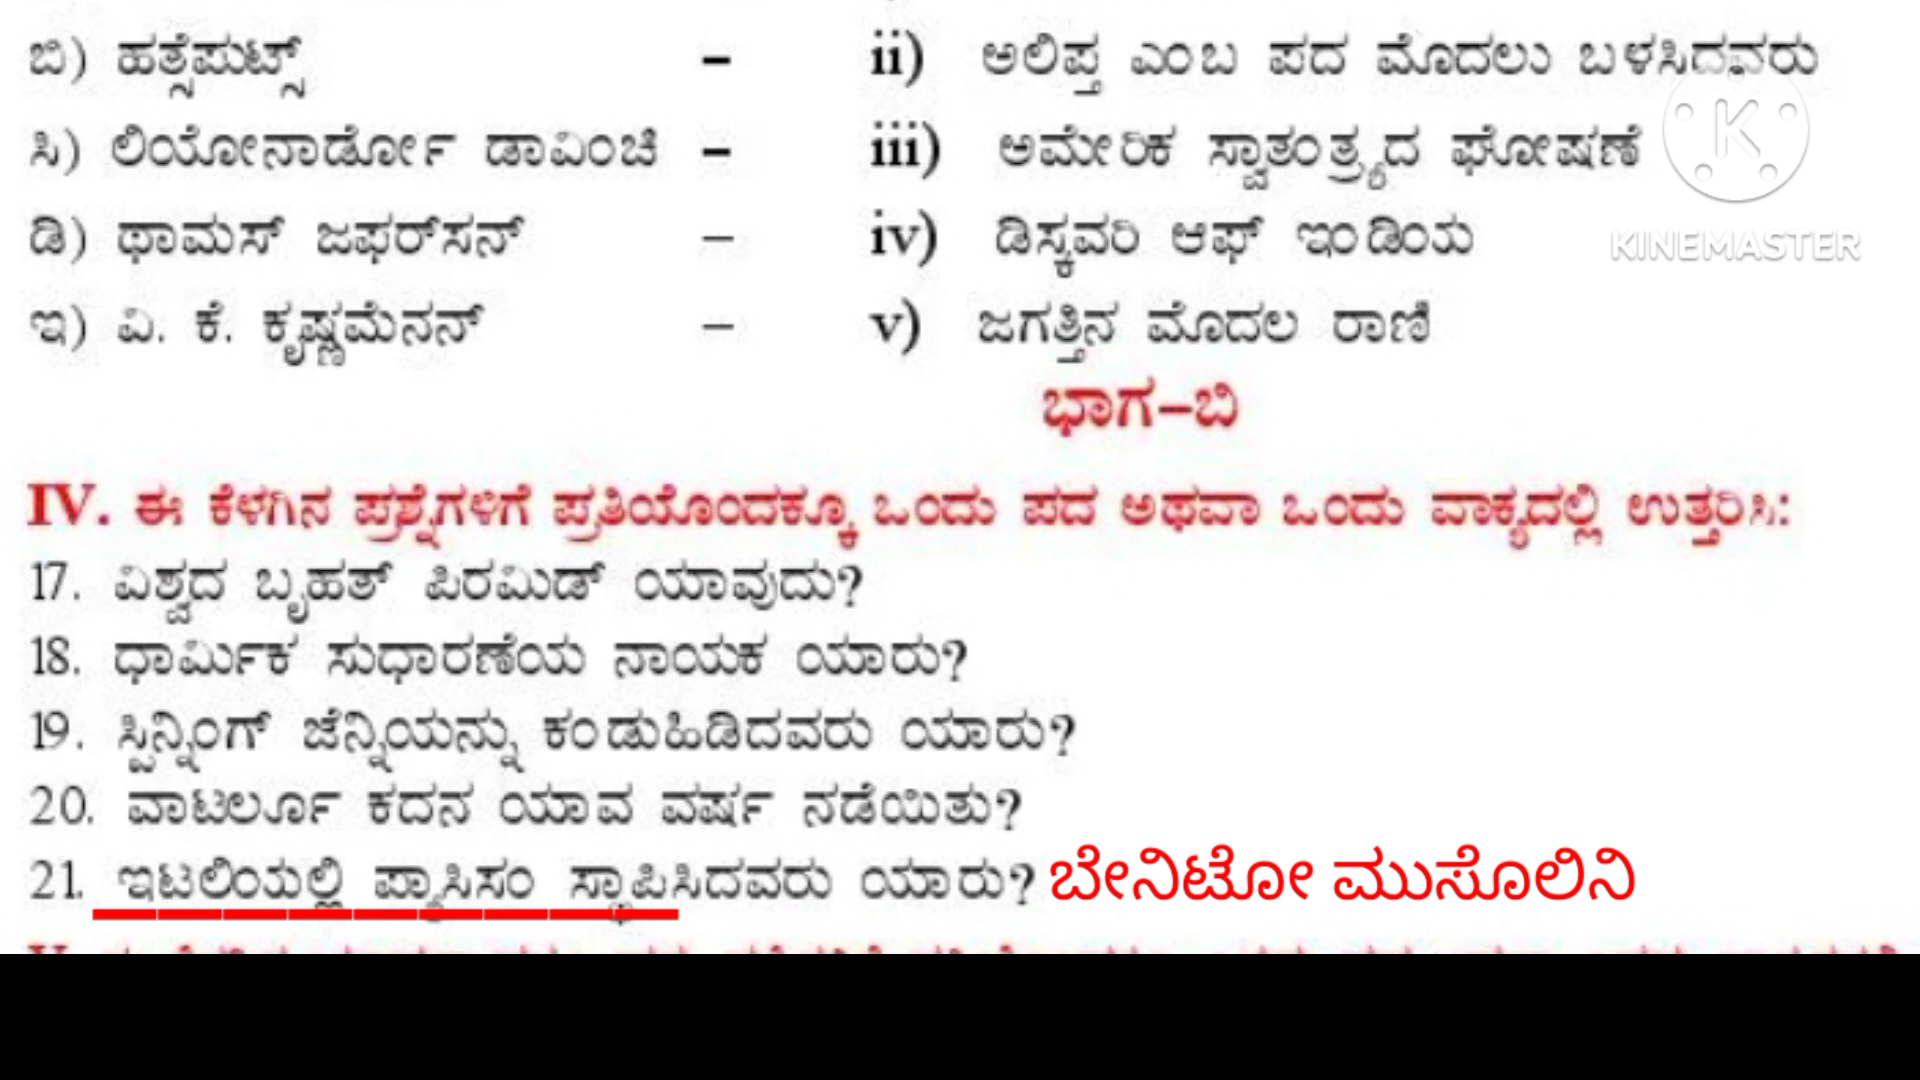 ಬಿ) ಹತ್ಸೆಪುಟ್ಸ್ – ii) ಅಲಿಪ್ತ ಎಂಬ ಪದ ಮೊದಲು ಬಳಸಿದವರು
ಸಿ) ಲಿಯೋನಾರ್ಡೋ ಡಾವಿಂಚಿ – iii) ಅಮೇರಿಕ ಸ್ವಾತಂತ್ರ್ಯದ ಘೋಷಣೆ
ಡಿ) ಥಾಮಸ್ ಜಫರ್‌ಸನ್ – iv) ಡಿಸ್ಕವರಿ ಆಫ್ ಇಂಡಿಯ
KINEMASTER
ಇ) ವಿ. ಕೆ. ಕೃಷ್ಣಮೆನನ್ – v) ಜಗತ್ತಿನ ಮೊದಲ ರಾಣಿ
ಭಾಗ–ಬಿ
IV. ಈ ಕೆಳಗಿನ ಪ್ರಶ್ನೆಗಳಿಗೆ ಪ್ರತಿಯೊಂದಕ್ಕೂ ಒಂದು ಪದ ಅಥವಾ ಒಂದು ವಾಕ್ಯದಲ್ಲಿ ಉತ್ತರಿಸಿ:
17. ವಿಶ್ವದ ಬೃಹತ್ ಪಿರಮಿಡ್ ಯಾವುದು?
18. ಧಾರ್ಮಿಕ ಸುಧಾರಣೆಯ ನಾಯಕ ಯಾರು?
19. ಸ್ಪಿನ್ನಿಂಗ್ ಜೆನ್ನಿಯನ್ನು ಕಂಡುಹಿಡಿದವರು ಯಾರು?
20. ವಾಟರ್ಲೂ ಕದನ ಯಾವ ವರ್ಷ ನಡೆಯಿತು?
21. ಇಟಲಿಯಲ್ಲಿ ಪ್ಯಾಸಿಸಂ ಸ್ಥಾಪಿಸಿದವರು ಯಾರು? ಬೇನಿಟೋ ಮುಸೊಲಿನಿ